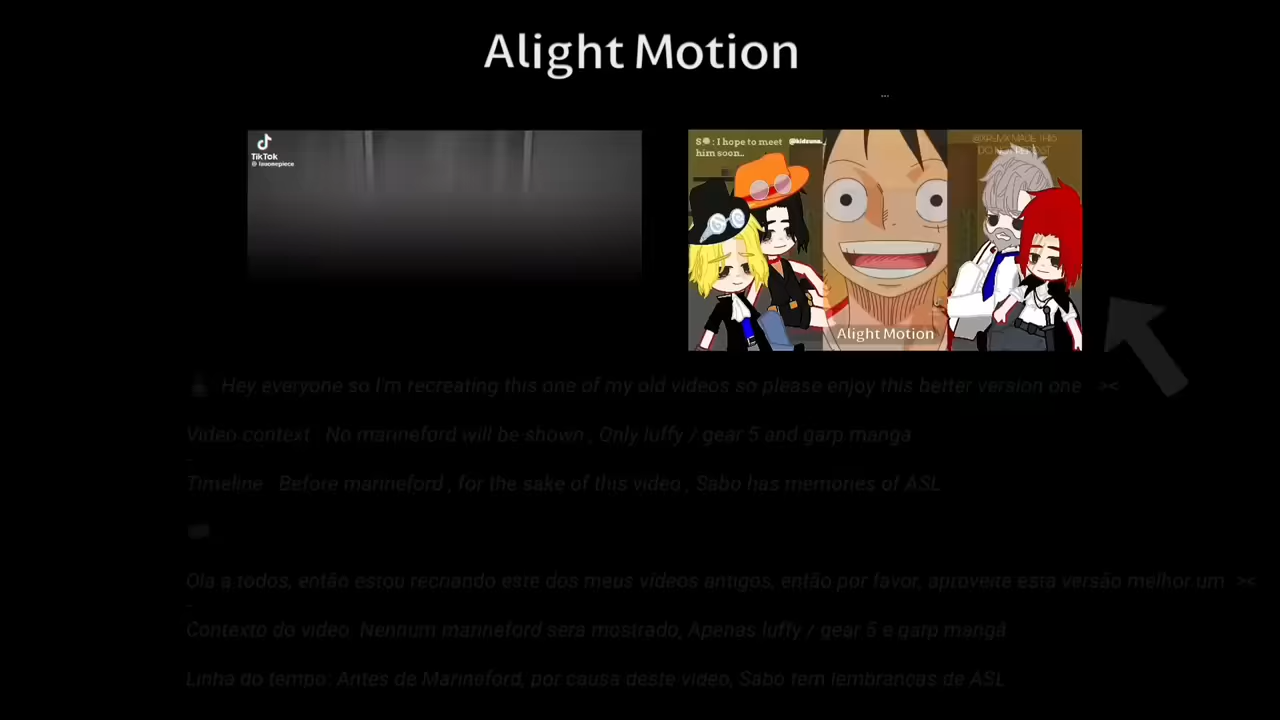 Alight Motion
...
TikTok
S : I hope to meet
him soon..
DO NOT REPOST
Alight Motion
Hey everyone so I'm recreating this one of my old videos so please enjoy this better version one ><
Video context : No marineford will be shown , Only luffy / gear 5 and garp manga
Timeline : Before marineford , for the sake of this video , Sabo has memories of ASL
Ola a todos, então estou recriando este dos meus vídeos antigos, então por favor, aproveite esta versão melhor um ><
Contexto do video: Nennum marineford sera mostrado, Apenas luffy / gear 5 e garp mangá
Linha do tempo: Antes de Marineford, por causa deste video, Sabo tem lembranças de ASL